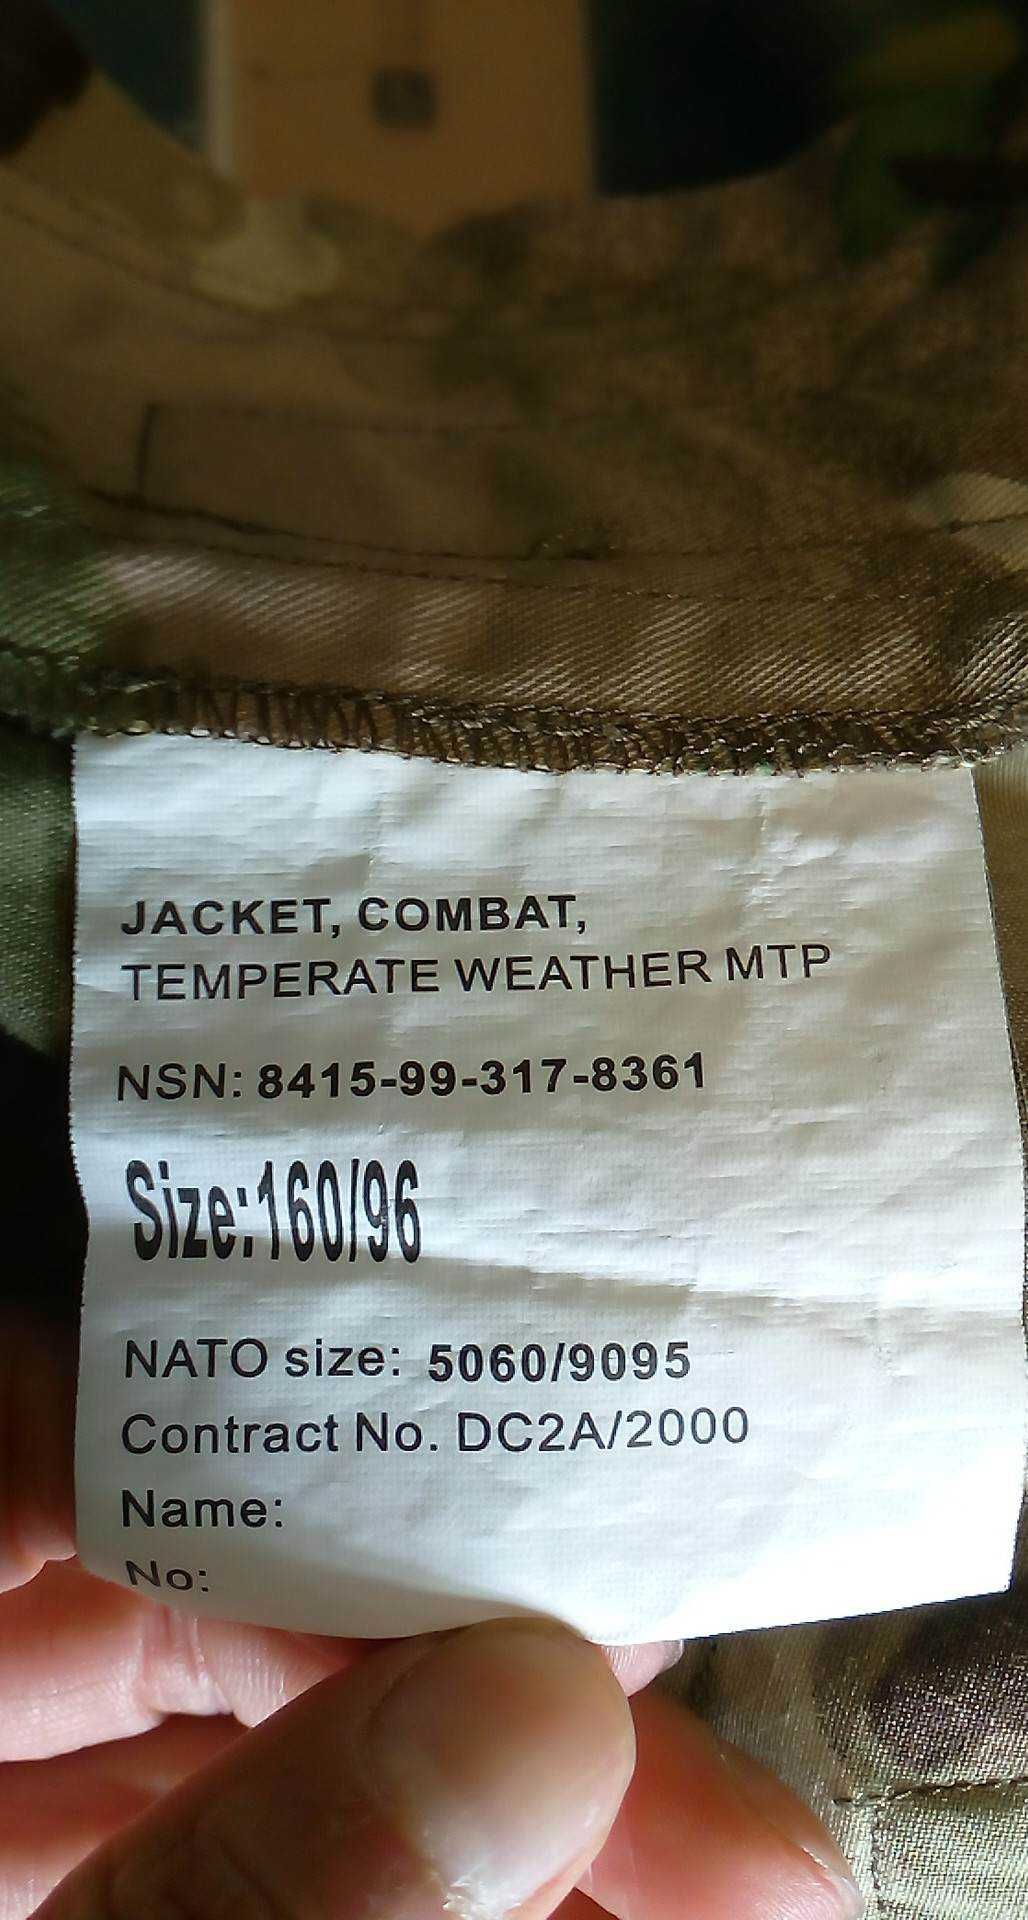 JACKET, COMBAT,
TEMPERATE WEATHER MTP
NSN: 8415-99-317-8361
Size:160/96
NATO size: 5060/9095
Contract No. DC2A/2000
Name:
No: